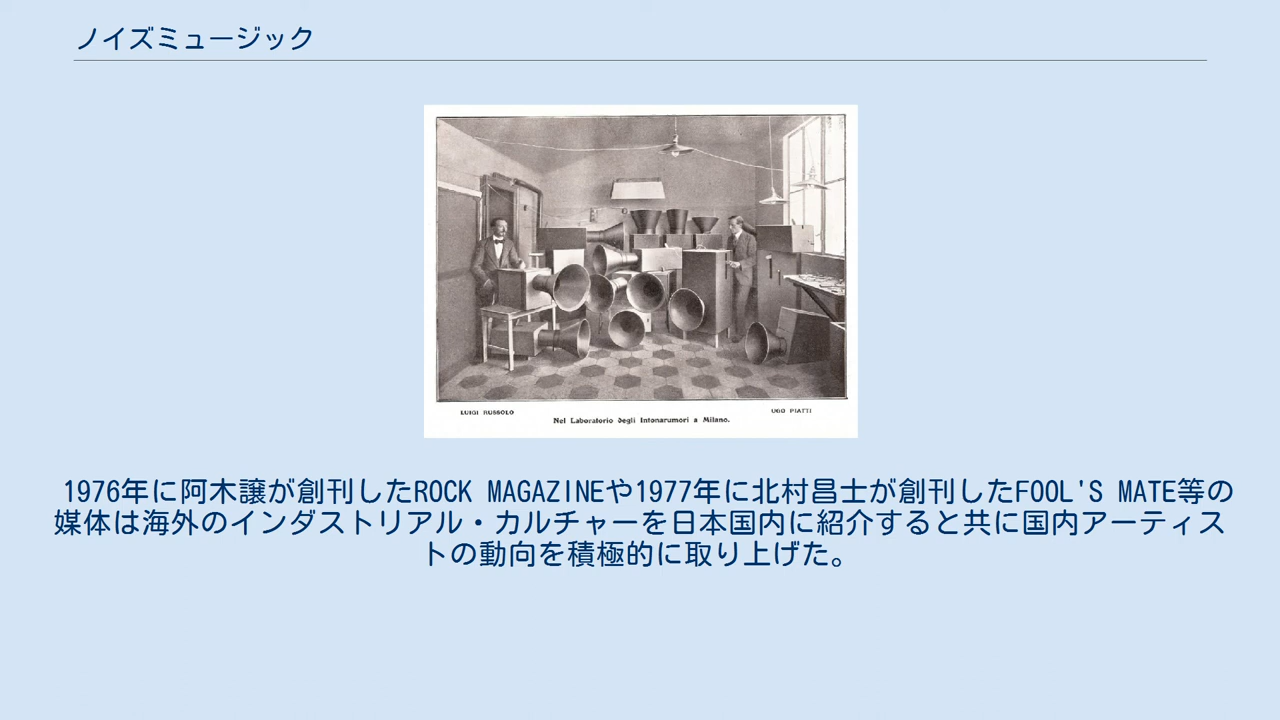 ノイズミュージック
LUIGI RUSSOLO
UGO PIATTI
Nel Laboratorio degli Intonarumori a Milano.
1976年に阿木譲が創刊したROCK MAGAZINEや1977年に北村昌士が創刊したFOOL'S MATE等の
媒体は海外のインダストリアル・カルチャーを日本国内に紹介すると共に国内アーティス
トの動向を積極的に取り上げた。